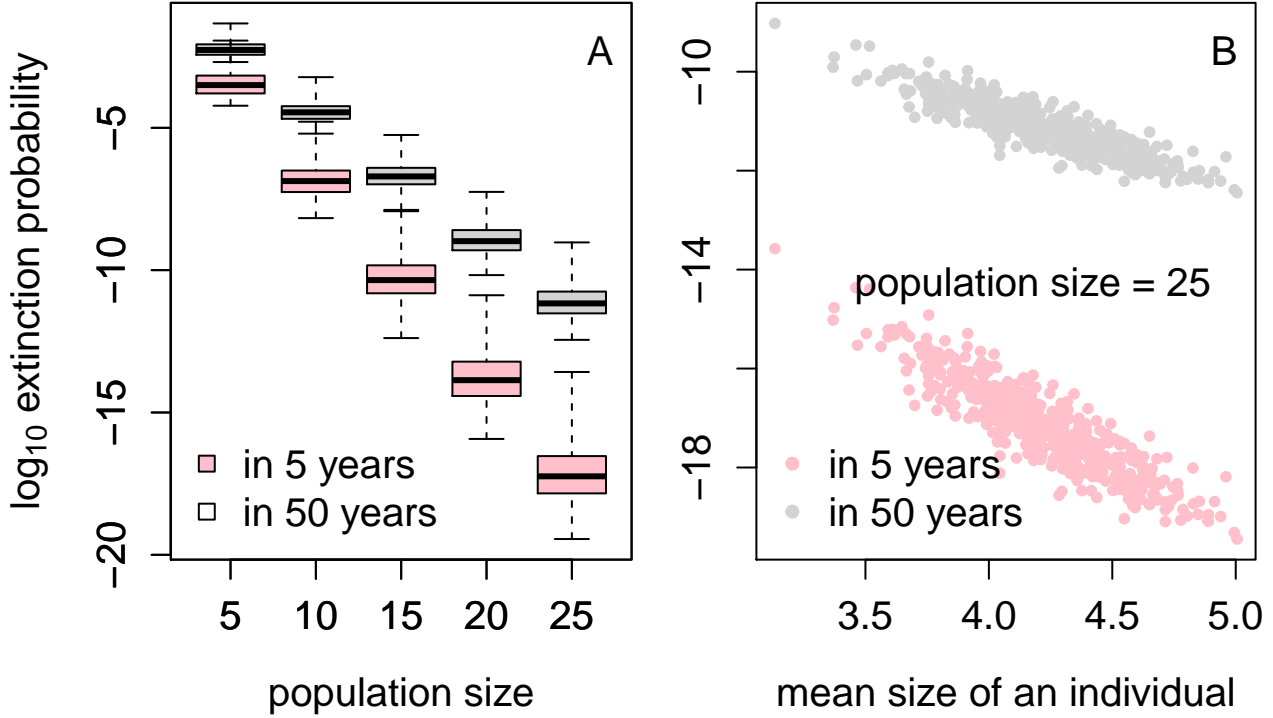 A
log₁₀ extinction probability
−5
−10
−15
−20
in 5 years
in 50 years
5 10 15 20 25
population size
B
−10
−14
−18
population size = 25
in 5 years
in 50 years
3.5 4.0 4.5 5.0
mean size of an individual